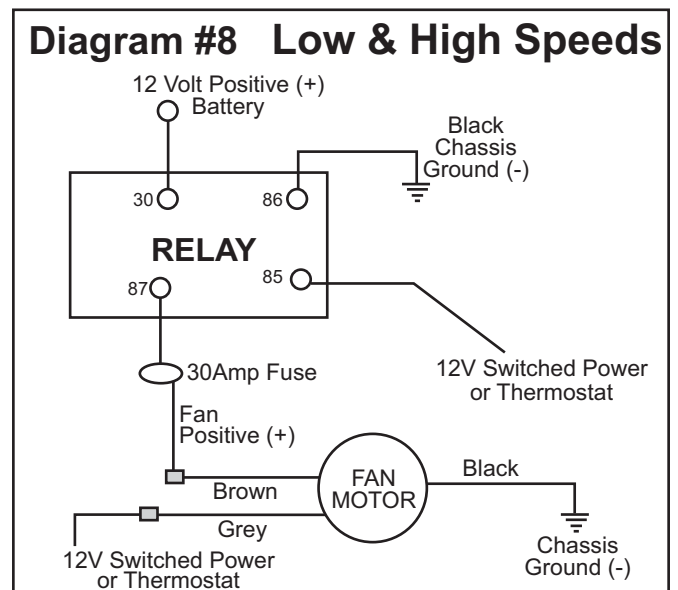 Diagram #8 Low & High Speeds
12 Volt Positive (+)
Battery
Black
Chassis
Ground (-)
30
86
RELAY
87
85
30Amp Fuse
12V Switched Power
or Thermostat
Fan
Positive (+)
Brown
FAN
MOTOR
Black
Grey
12V Switched Power
or Thermostat
Chassis
Ground (-)